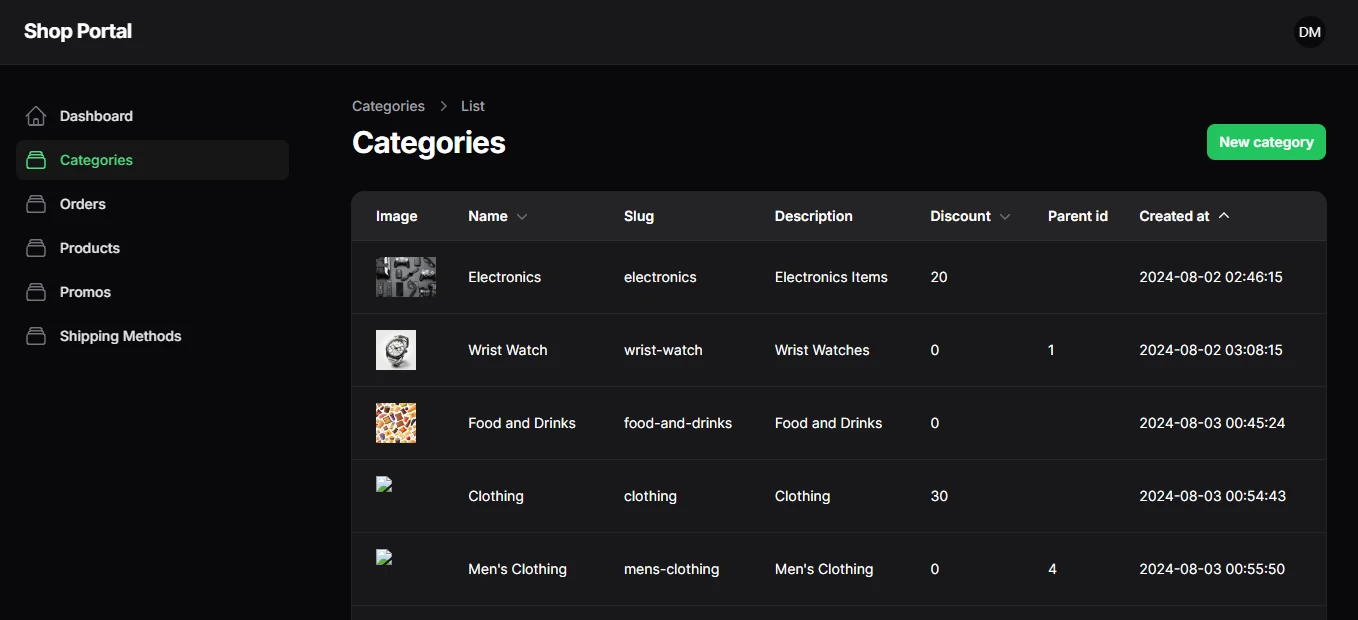 Shop Portal
DM
Dashboard
Categories
Orders
Products
Promos
Shipping Methods
Categories > List
Categories
New category
Image Name Slug Description Discount Parent id Created at
Electronics electronics Electronics Items 20 2024-08-02 02:46:15
Wrist Watch wrist-watch Wrist Watches 0 1 2024-08-02 03:08:15
Food and Drinks food-and-drinks Food and Drinks 0 2024-08-03 00:45:24
Clothing clothing Clothing 30 2024-08-03 00:54:43
Men's Clothing mens-clothing Men's Clothing 0 4 2024-08-03 00:55:50